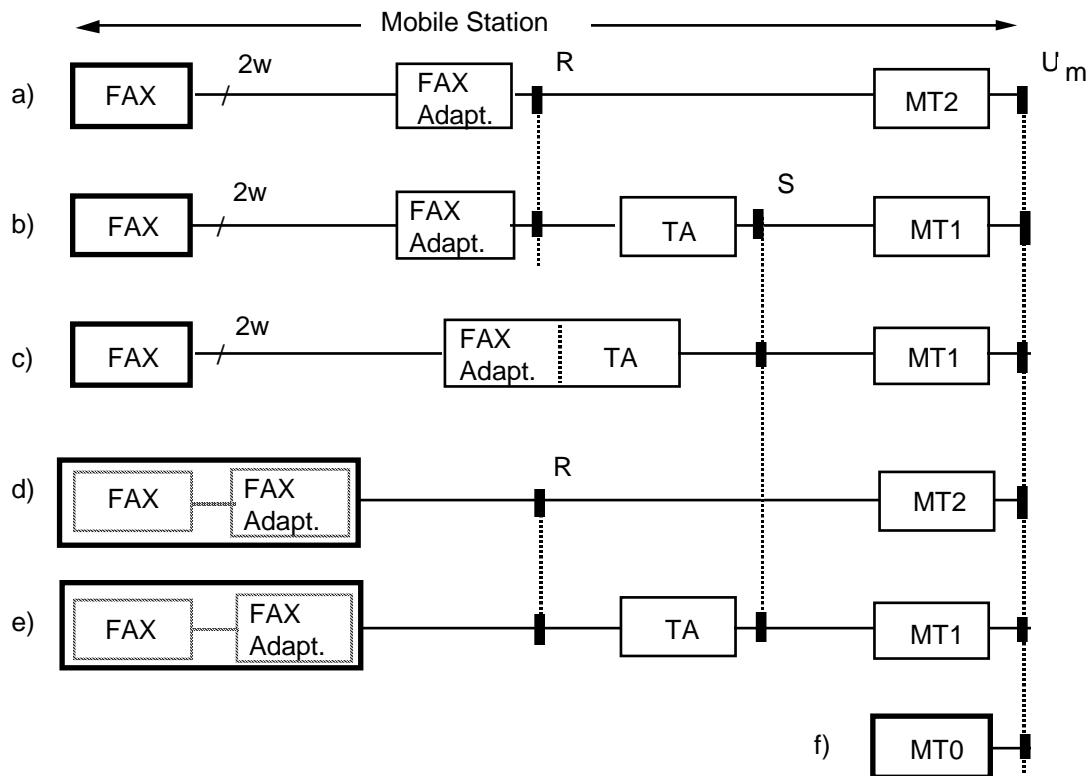 Mobile Station
2w
R
U m
a)
FAX
FAX
Adapt.
MT2
2w
S
b)
FAX
FAX
Adapt.
TA
MT1
2w
c)
FAX
FAX
Adapt.
TA
MT1
R
d)
FAX
FAX
Adapt.
MT2
e)
FAX
FAX
Adapt.
TA
MT1
f)
MT0